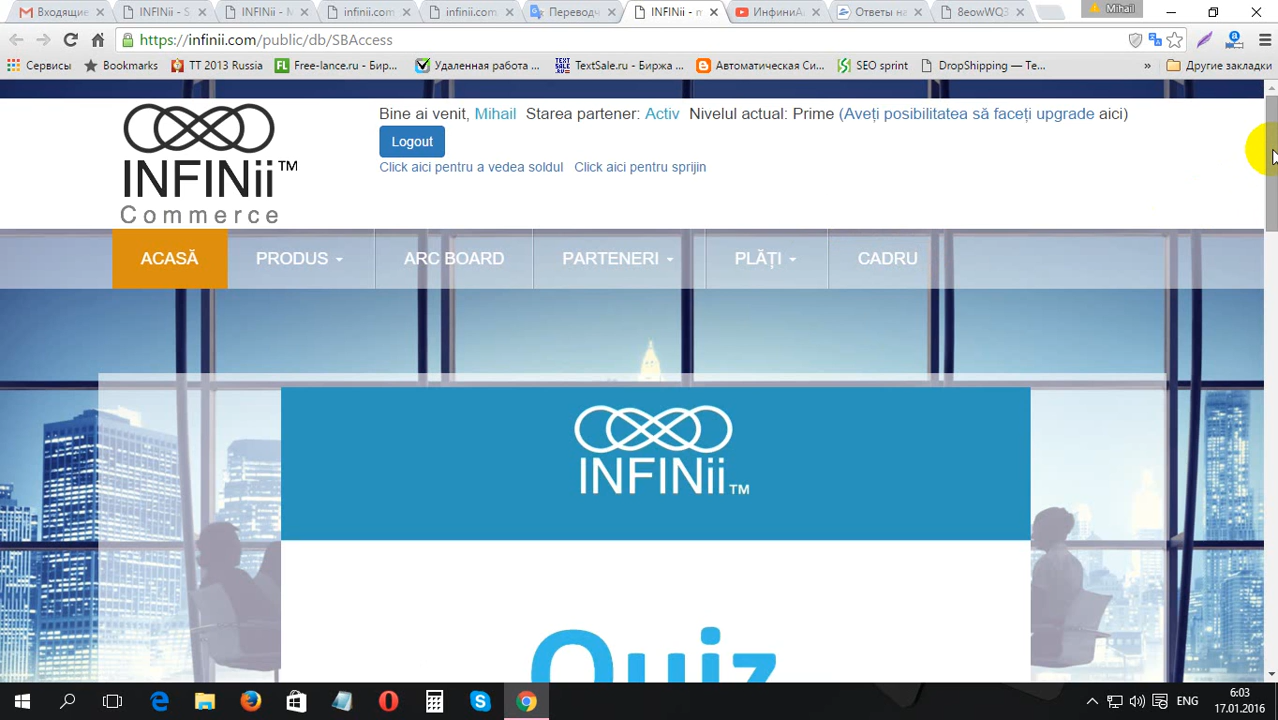 Входящие
INFINii - S
INFINii - M
infinii.com
infinii.com
Переводч
INFINii - m
ИнфиниА
Ответы на
8eowWQ3
Mihail
https://infinii.com/public/db/SBAccess
Сервисы
Bookmarks
TT 2013 Russia
Free-lance.ru - Бир...
Удаленная работа ...
TextSale.ru - Биржа ...
Автоматическая Си...
SEO sprint
DropShipping — Те...
»
Другие закладки
Bine ai venit, Mihail Starea partener: Activ Nivelul actual: Prime (Aveți posibilitatea să faceți upgrade aici)
Logout
Click aici pentru a vedea soldul Click aici pentru sprijin
INFINii™
Commerce
ACASĂ
PRODUS
ARC BOARD
PARTENERI
PLĂȚI
CADRU
INFINii™
Quiz
ENG
6:03
17.01.2016